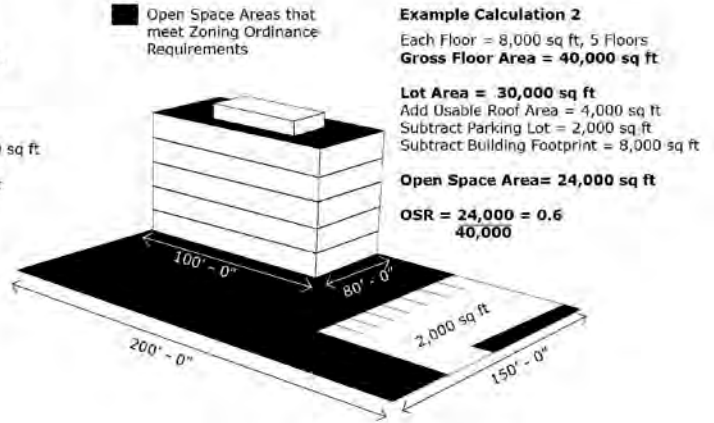 Open Space Areas that
meet Zoning Ordinance
Requirements
Example Calculation 2
Each Floor = 8,000 sq ft, 5 Floors
Gross Floor Area = 40,000 sq ft
Lot Area = 30,000 sq ft
Add Usable Roof Area = 4,000 sq ft
Subtract Parking Lot = 2,000 sq ft
Subtract Building Footprint = 8,000 sq ft
Open Space Area= 24,000 sq ft
OSR = 24,000 = 0.6
40,000
sq ft
100' - 0"
80' - 0"
2,000 sq ft
200' - 0"
150' - 0"